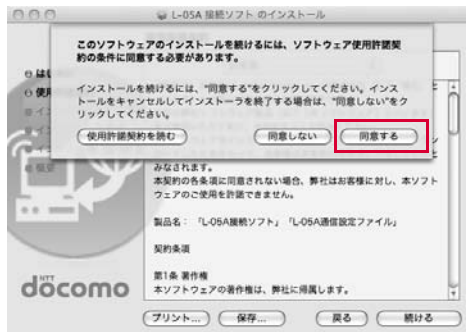 L-05A 接続ソフト のインストール
このソフトウェアのインストールを続けるには、ソフトウェア使用許諾契
約の条件に同意する必要があります。
インストールを続けるには、"同意する"をクリックしてください。インス
トールをキャンセルしてインストーラを終了する場合は、"同意しない"をク
リックしてください。
使用許諾契約を読む
同意しない
同意する
はじ
使用
イン
概要
みなされます。
本契約の各条項に同意されない場合、弊社はお客様に対し、本ソフト
ウェアのご使用を許諾できません。
製品名：「L-05A接続ソフト」「L-05A通信設定ファイル」
契約条項
第1条 著作権
本ソフトウェアの著作権は、弊社に帰属します。
NTT
döcomo
プリント...
保存...
戻る
続ける